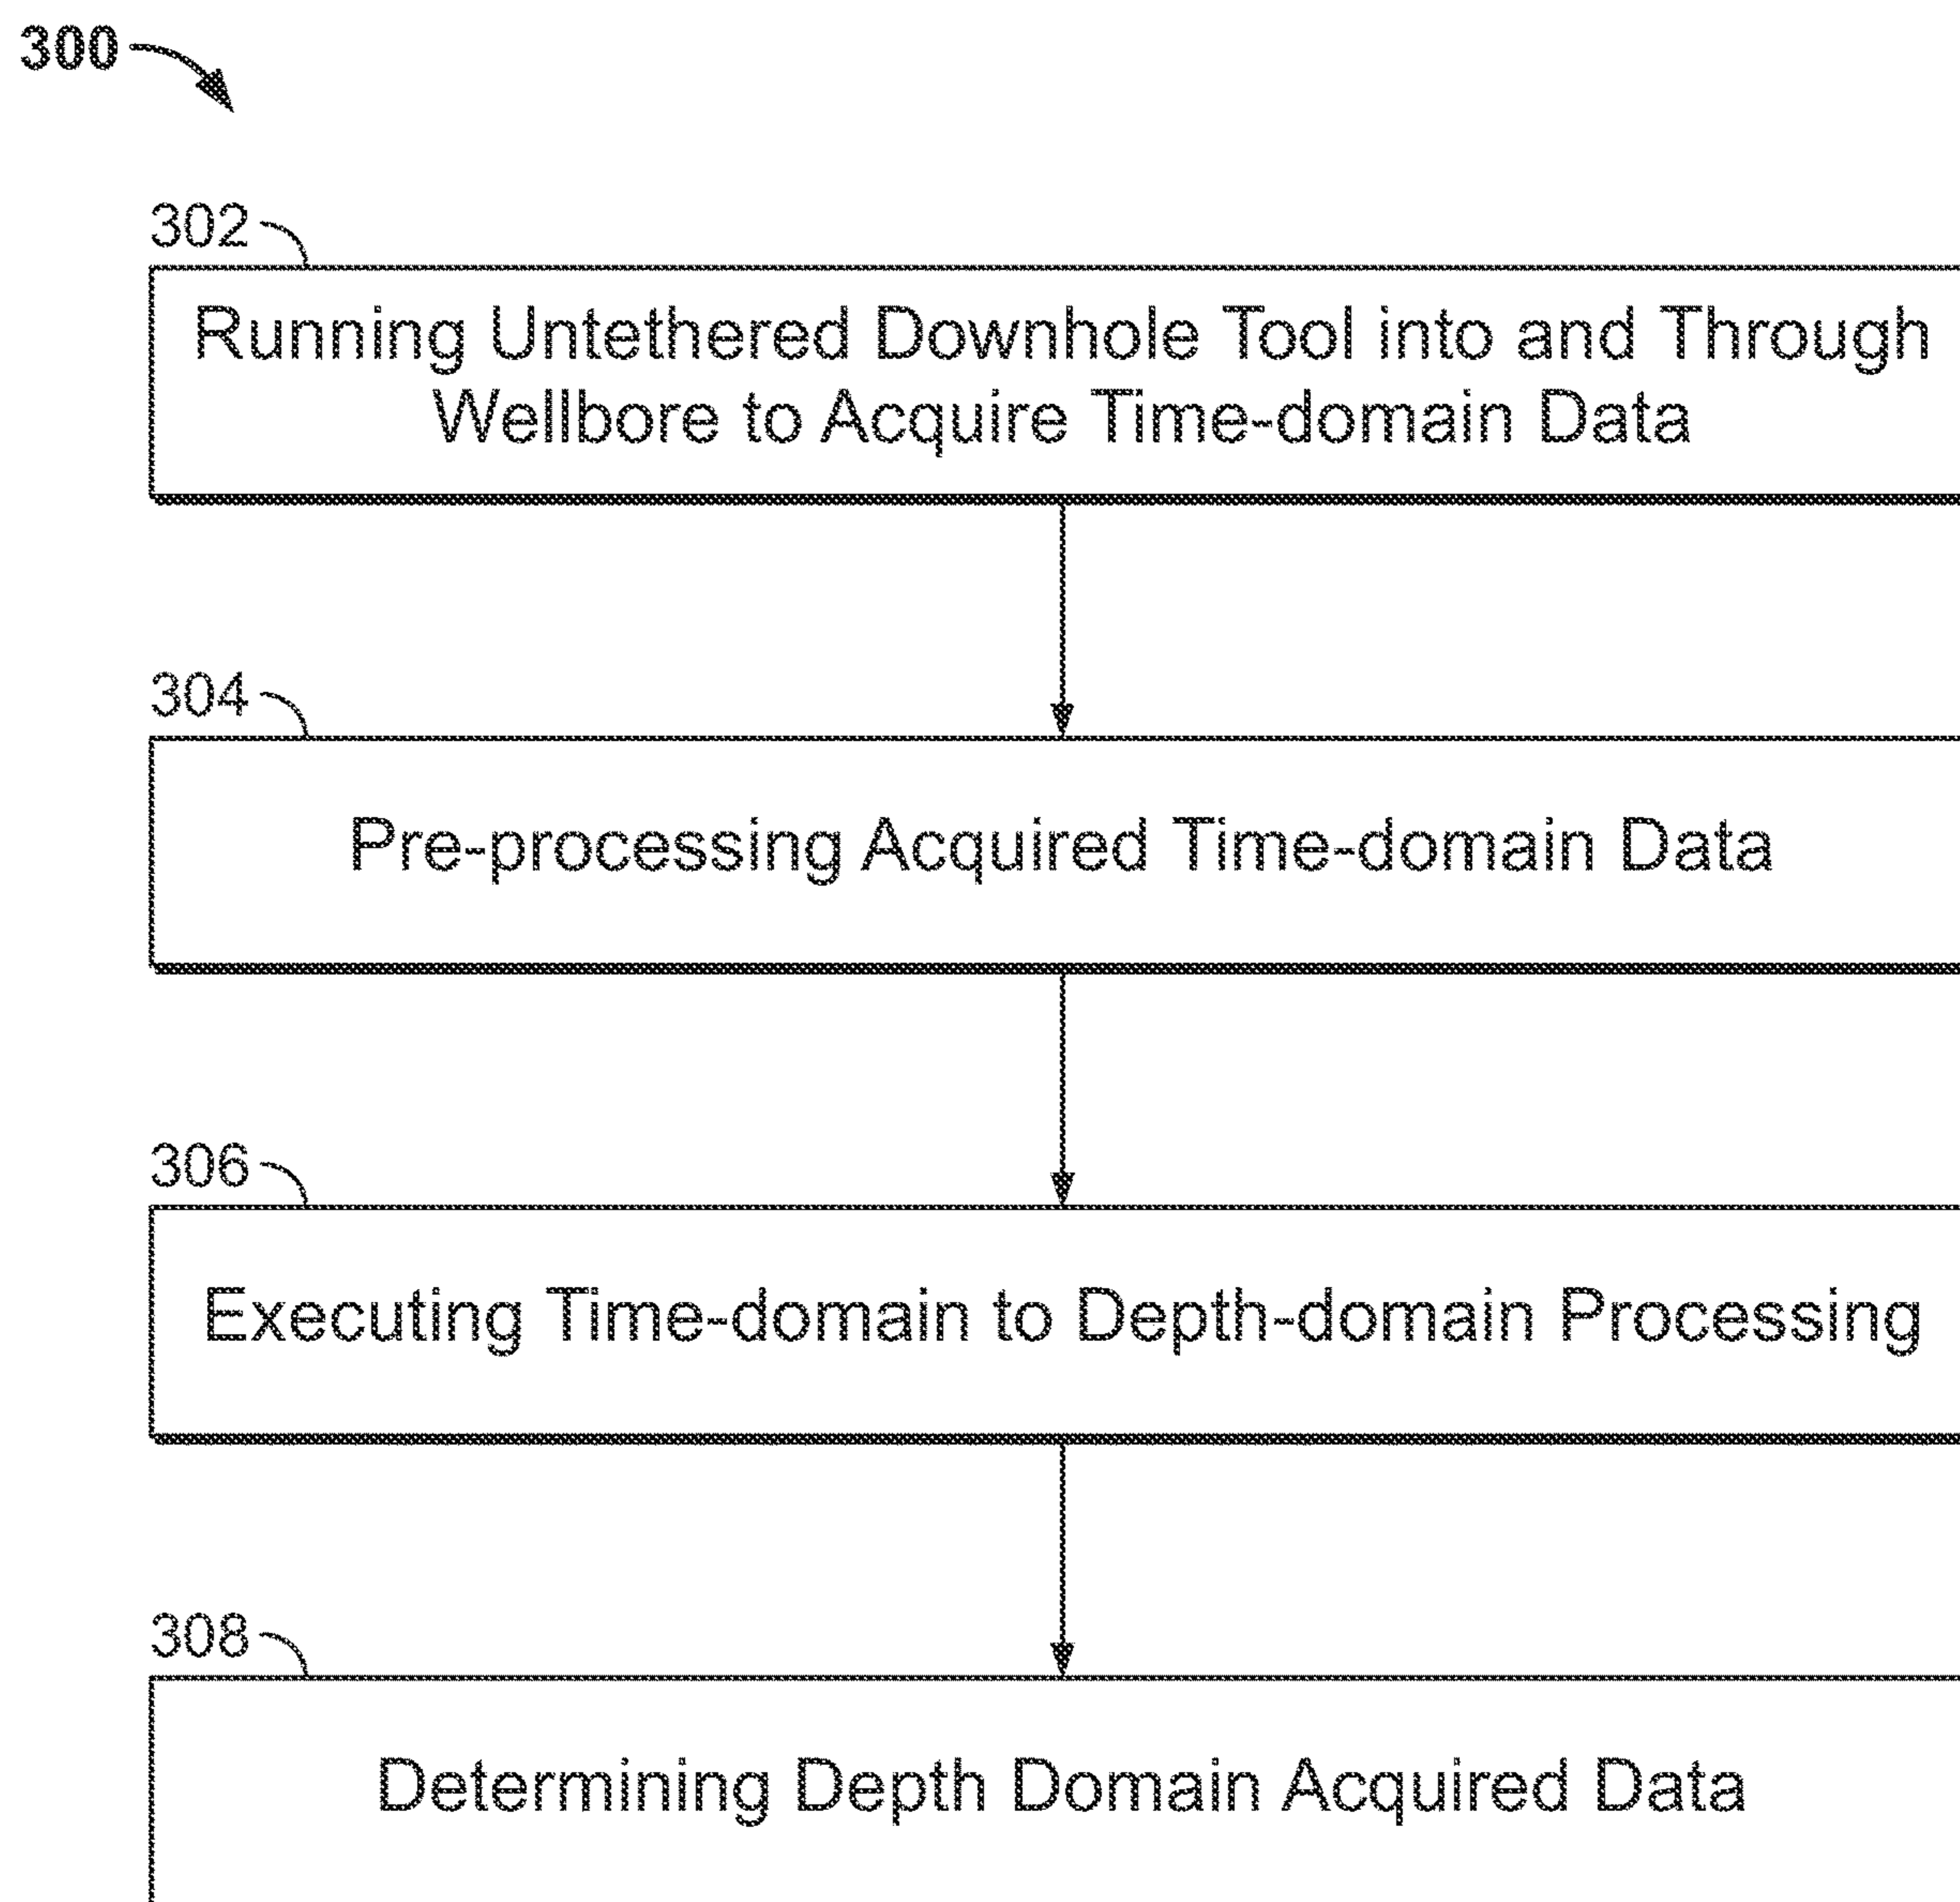 300
302
Running Untethered Downhole Tool into and Through
Wellbore to Acquire Time-domain Data
304
Pre-processing Acquired Time-domain Data
306
Executing Time-domain to Depth-domain Processing
308
Determining Depth Domain Acquired Data